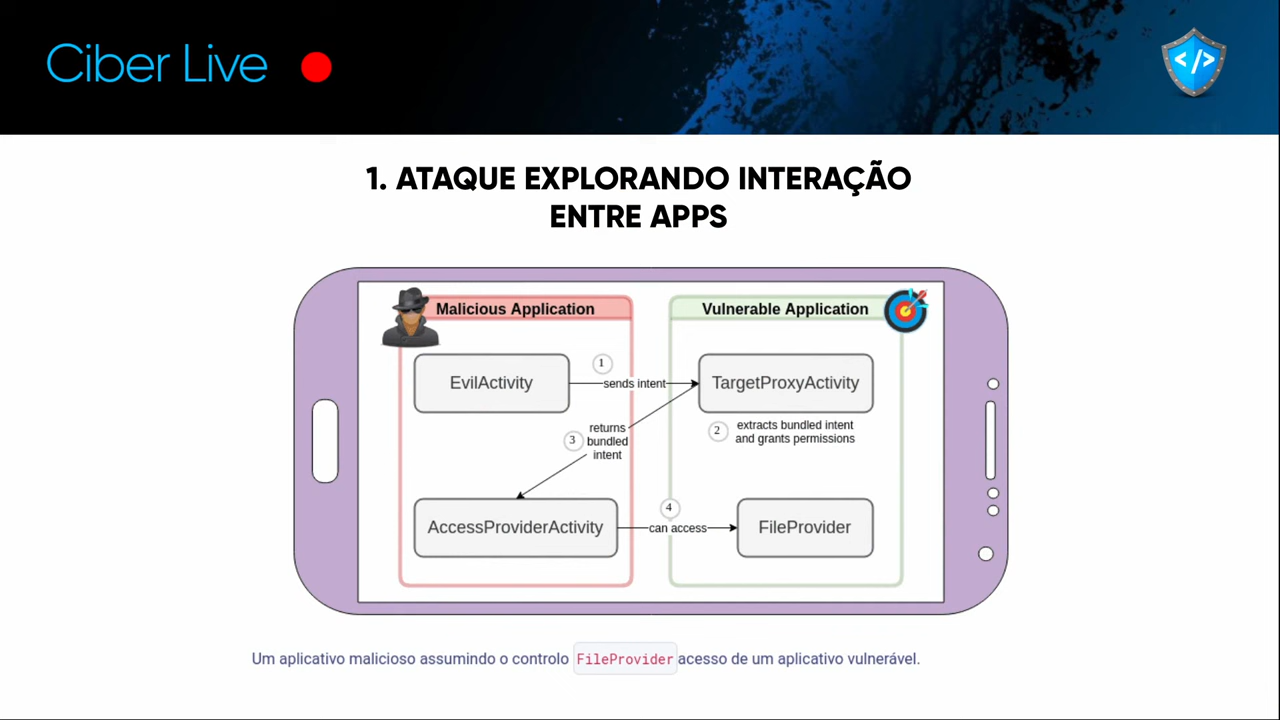 Ciber Live
</>
1. ATAQUE EXPLORANDO INTERAÇÃO
ENTRE APPS
Malicious Application
Vulnerable Application
EvilActivity
1
sends intent
TargetProxyActivity
2
extracts bundled intent
and grants permissions
3
returns
bundled
intent
AccessProviderActivity
4
can access
FileProvider
Um aplicativo malicioso assumindo o controlo FileProvider acesso de um aplicativo vulnerável.